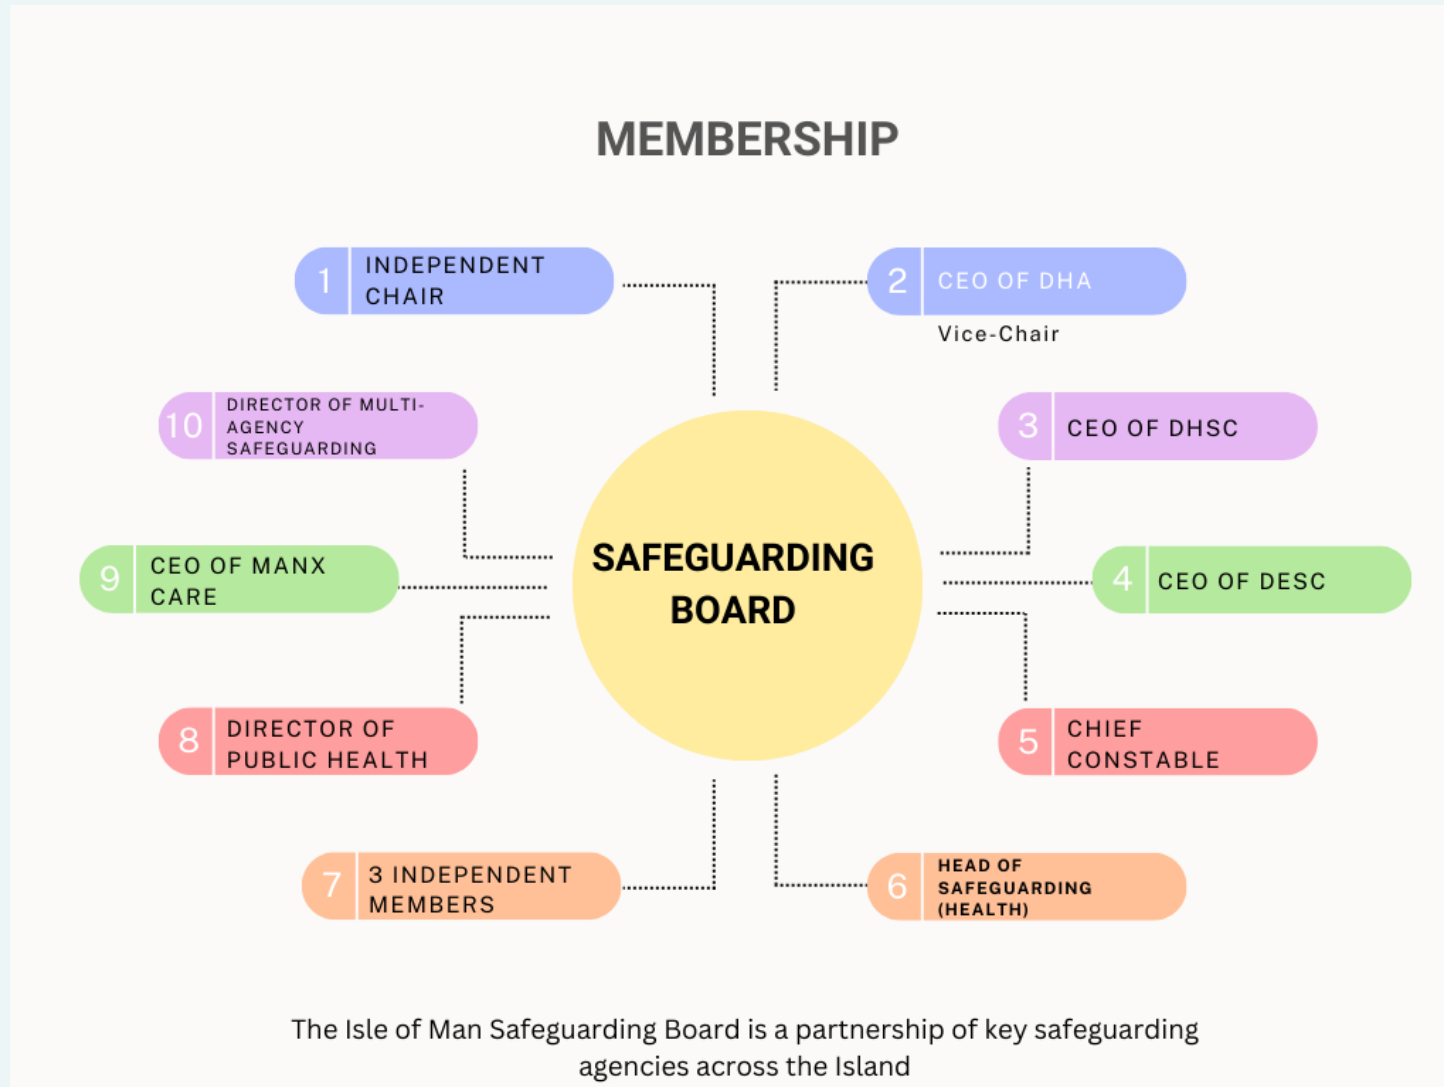 MEMBERSHIP
1
INDEPENDENT
CHAIR
2
CEO OF DHA
Vice-Chair
10
DIRECTOR OF MULTI-
AGENCY
SAFEGUARDING
3
CEO OF DHSC
SAFEGUARDING
BOARD
9
CEO OF MANX
CARE
4
CEO OF DESC
8
DIRECTOR OF
PUBLIC HEALTH
5
CHIEF
CONSTABLE
7
3 INDEPENDENT
MEMBERS
6
HEAD OF
SAFEGUARDING
(HEALTH)
The Isle of Man Safeguarding Board is a partnership of key safeguarding
agencies across the Island